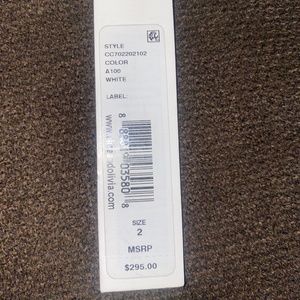 STYLE
CC702202102
COLOR
A100
WHITE
LABEL
SIZE
2
MSRP
$295.00